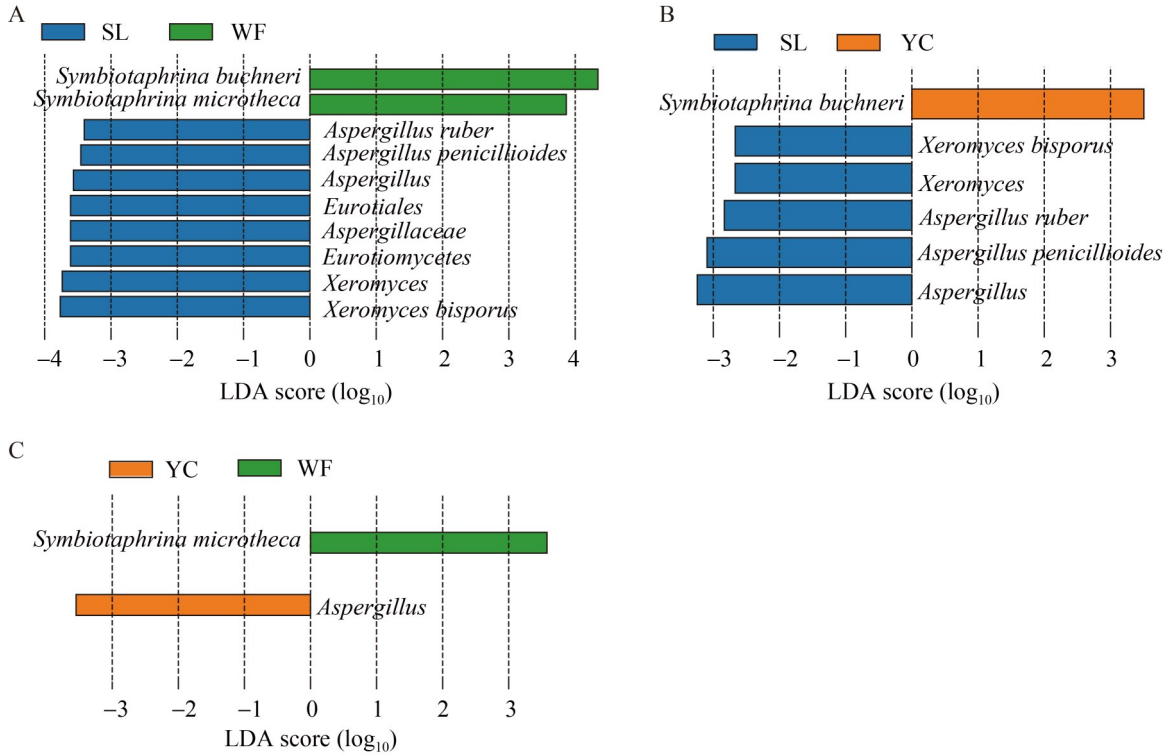 A
SL WF
Symbiotaphrina buchneri
Symbiotaphrina microtheca
Aspergillus ruber
Aspergillus penicillioides
Aspergillus
Eurotiales
Aspergillaceae
Eurotiomycetes
Xeromyces
Xeromyces bisporus
−4 −3 −2 −1 0 1 2 3 4
LDA score (log10)
B
SL YC
Symbiotaphrina buchneri
Xeromyces bisporus
Xeromyces
Aspergillus ruber
Aspergillus penicillioides
Aspergillus
−3 −2 −1 0 1 2 3
LDA score (log10)
C
YC WF
Symbiotaphrina microtheca
Aspergillus
−3 −2 −1 0 1 2 3
LDA score (log10)